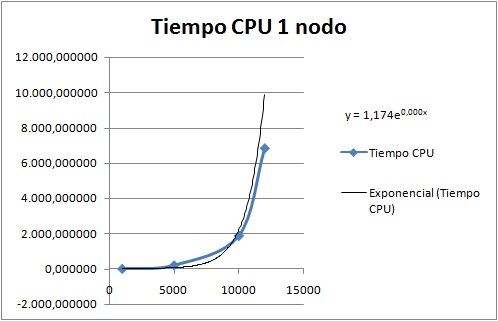 Tiempo CPU 1 nodo
12.000,000000
10.000,000000
8.000,000000
6.000,000000
4.000,000000
2.000,000000
0,000000
-2.000,000000
0
5000
10000
15000
y = 1,174e0,000x
Tiempo CPU
Exponencial (Tiempo
CPU)